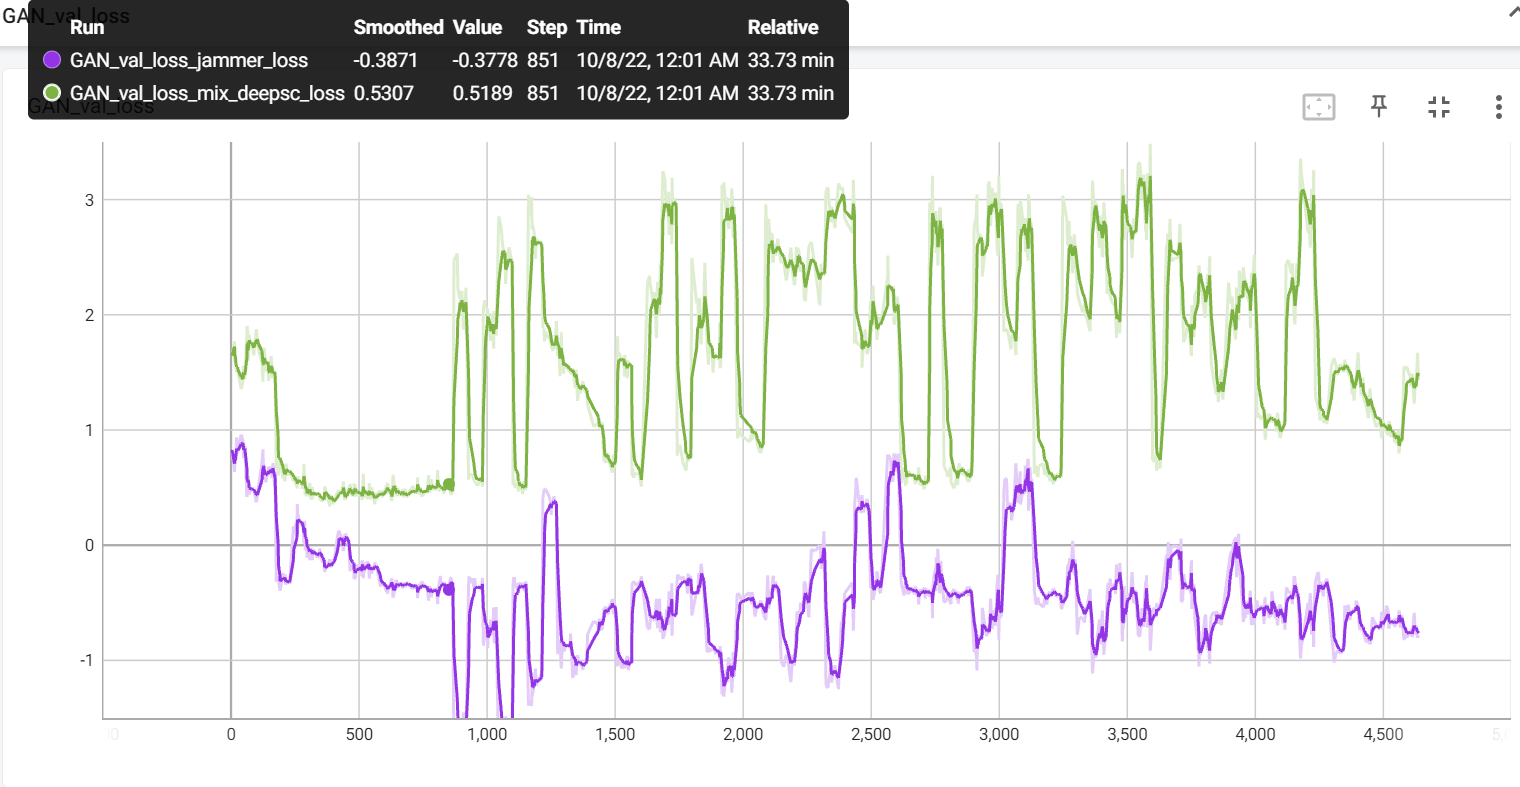 GAN_val_loss
Run Smoothed Value Step Time Relative
GAN_val_loss_jammer_loss -0.3871 -0.3778 851 10/8/22, 12:01 AM 33.73 min
GAN_val_loss_mix_deepsc_loss 0.5307 0.5189 851 10/8/22, 12:01 AM 33.73 min
GAN_val_loss
3
2
1
0
-1
0 500 1,000 1,500 2,000 2,500 3,000 3,500 4,000 4,500